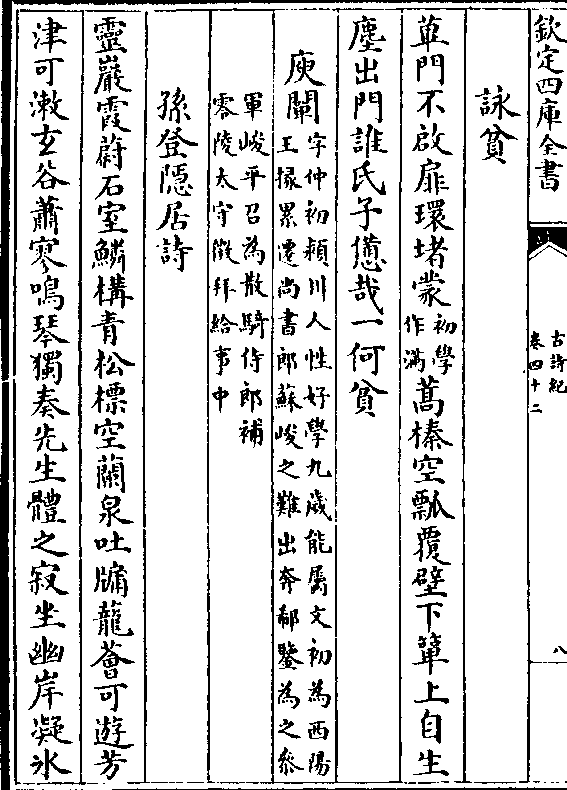 欽定四庫全書
古詩紀
卷四十二
八
詠貧
蓽門不啟扉環堵蒙初學
作滿蒿榛空瓢覆壁下簞上自生
塵出門誰氏子憊哉一何貧
庾闡字仲初潁川人性好學九歲能屬文初為西陽
王掾累遷尚書郎蘇峻之難出奔郗鑒為之參
軍峻平召為散騎侍郎補
零陵太守徵拜給事中
孫登隱居詩
靈巖霞蔚石室鱗構青松標空蘭泉吐牖蘢薈可遊芳
津可漱玄谷蕭寥鳴琴獨奏先生體之寂坐幽岸凝氷